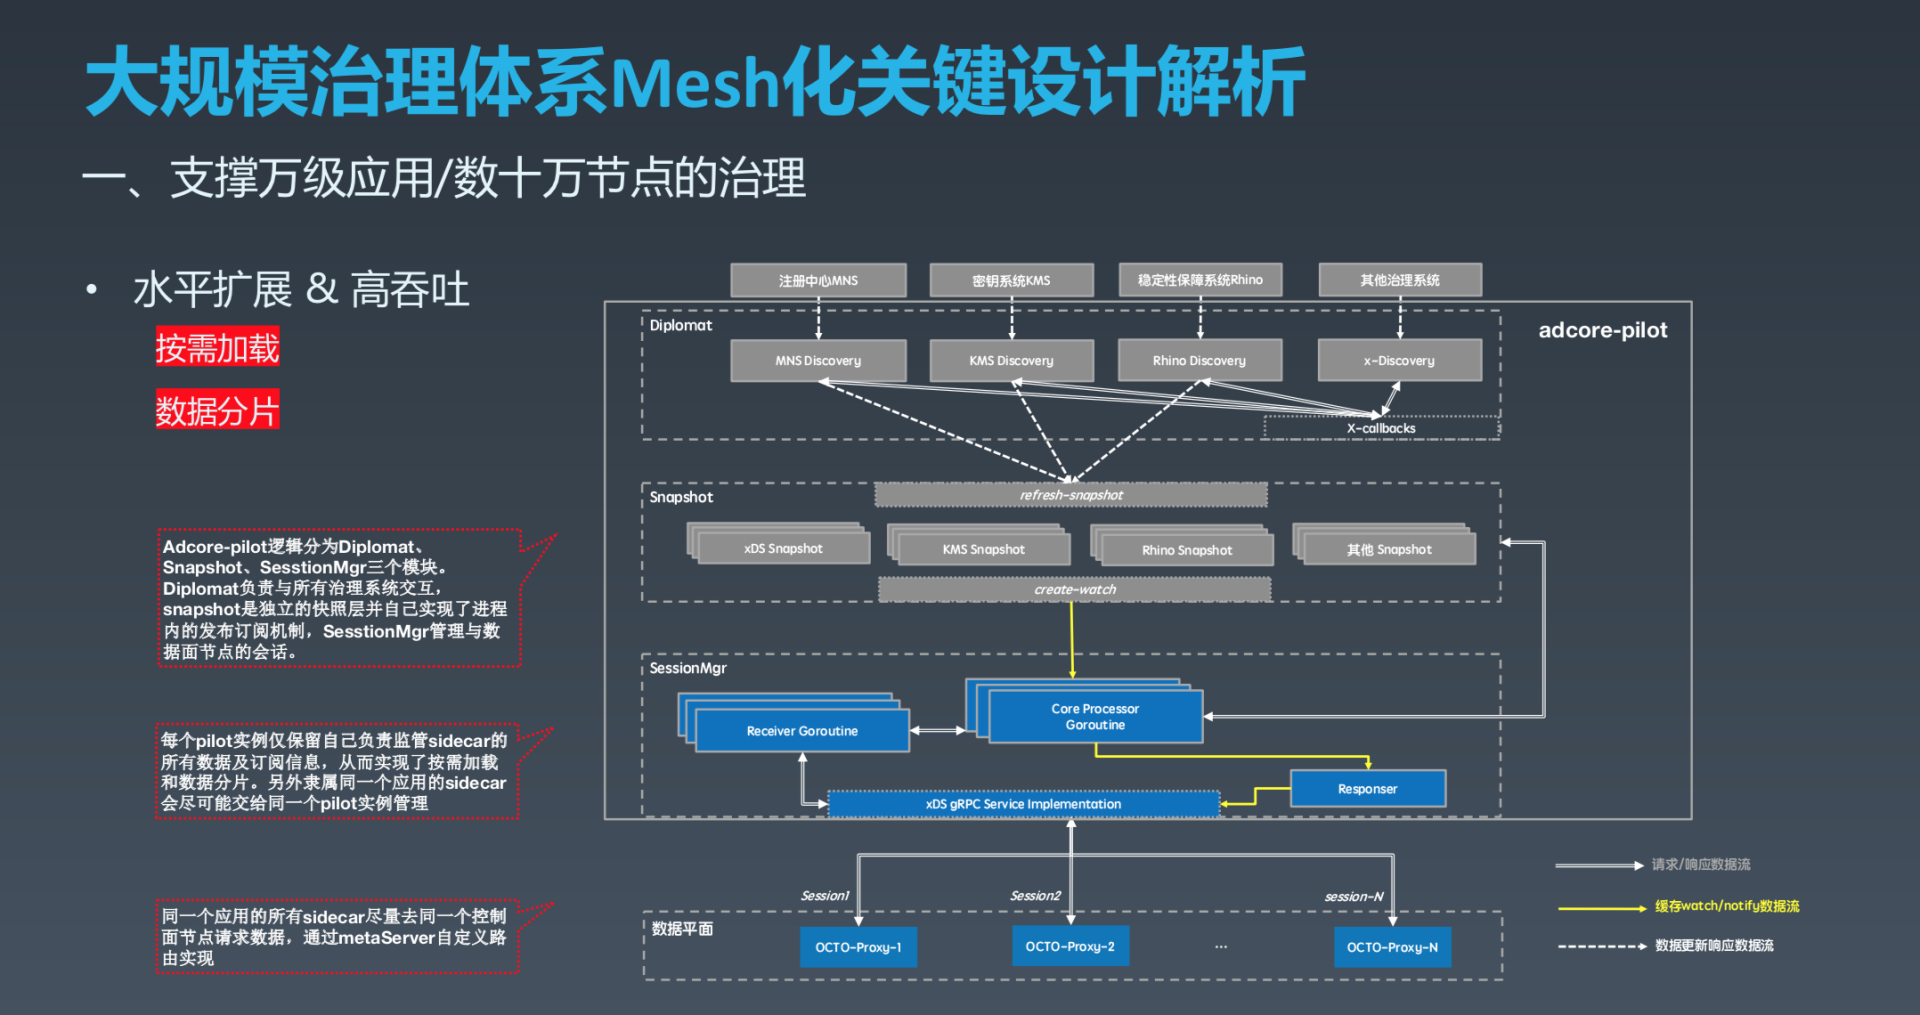 大规模治理体系Mesh化关键设计解析
一、支撑万级应用/数十万节点的治理
• 水平扩展 & 高吞吐
按需加载
数据分片
Adcore-pilot逻辑分为Diplomat、
Snapshot、SesstionMgr三个模块。
Diplomat负责与所有治理系统交互，
snapshot是独立的快照层并自己实现了进程
内的发布订阅机制，SesstionMgr管理与数
据面节点的会话。
每个pilot实例仅保留自己负责监管sidecar的
所有数据及订阅信息，从而实现了按需加载
和数据分片。另外隶属同一个应用的sidecar
会尽可能交给同一个pilot实例管理
同一个应用的所有sidecar尽量去同一个控制
面节点请求数据，通过metaServer自定义路
由实现
注册中心MNS
密钥系统KMS
稳定性保障系统Rhino
其他治理系统
adcore-pilot
Diplomat
MNS Discovery
KMS Discovery
Rhino Discovery
x-Discovery
X-callbacks
Snapshot
refresh-snapshot
xDS Snapshot
KMS Snapshot
Rhino Snapshot
其他 Snapshot
create-watch
SessionMgr
Receiver Goroutine
Core Processor
Goroutine
Responser
xDS gRPC Service Implementation
Session1
Session2
session-N
数据平面
OCTO-Proxy-1
OCTO-Proxy-2
...
OCTO-Proxy-N
请求/响应数据流
缓存watch/notify数据流
数据更新响应数据流